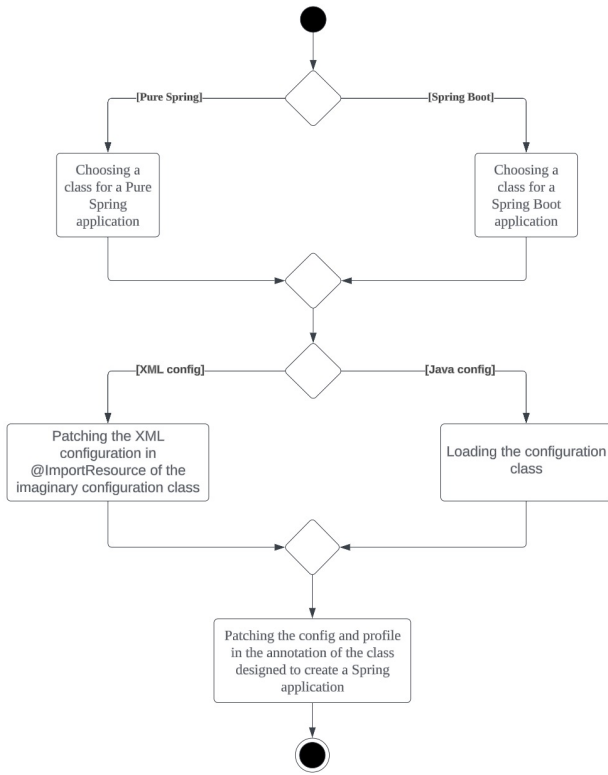 [Pure Spring]
[Spring Boot]
Choosing a
class for a Pure
Spring
application
Choosing a
class for a
Spring Boot
application
[XML config]
[Java config]
Patching the XML
configuration in
@ImportResource of the
imaginary configuration class
Loading the configuration
class
Patching the config and profile
in the annotation of the class
designed to create a Spring
application